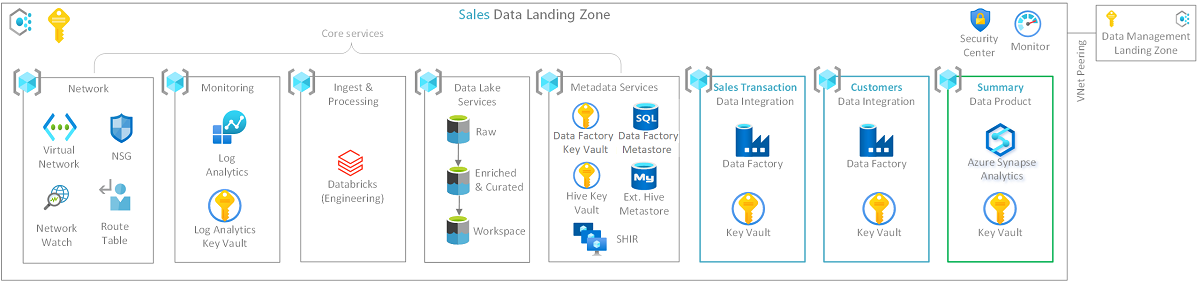 Sales Data Landing Zone
Core services
Security
Center
Monitor
VNet Peering
Data Management
Landing Zone
Network
Virtual
Network
NSG
Network
Watch
Route
Table
Monitoring
Log
Analytics
Log Analytics
Key Vault
Ingest &
Processing
Databricks
(Engineering)
Data Lake
Services
Raw
Enriched
& Curated
Workspace
Metadata Services
Data Factory
Key Vault
SQL
Data Factory
Metastore
Hive Key
Vault
My
Ext. Hive
Metastore
SHIR
Sales Transaction
Data Integration
Data Factory
Key Vault
Customers
Data Integration
Data Factory
Key Vault
Summary
Data Product
Azure Synapse
Analytics
Key Vault